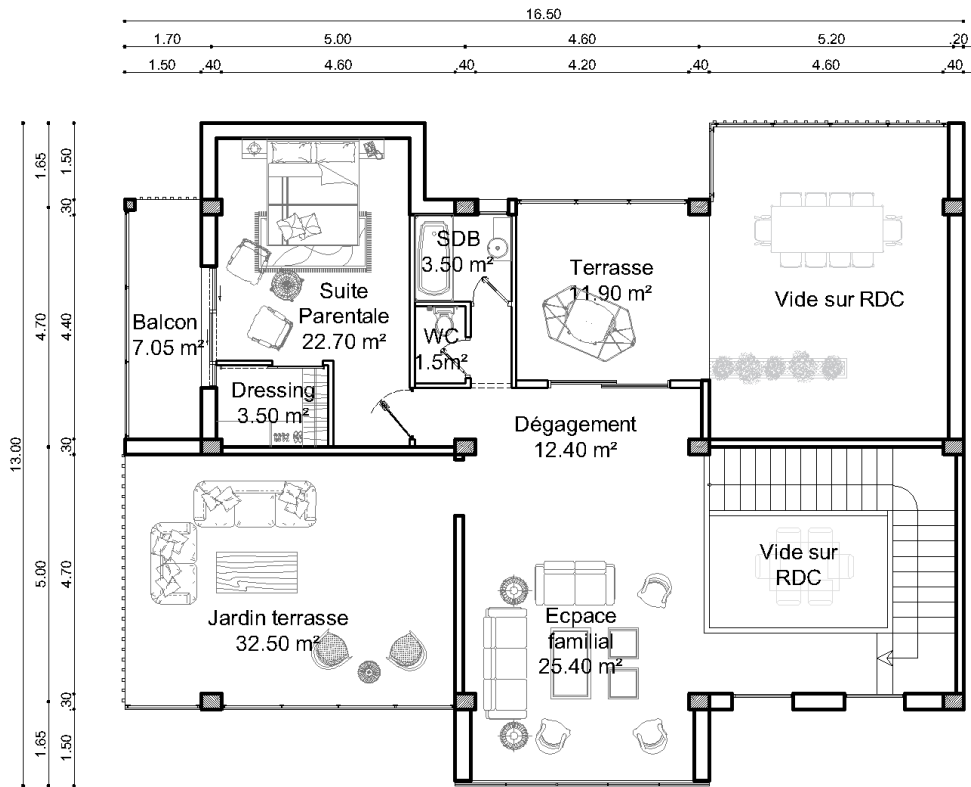 16.50
1.70 5.00 4.60 5.20 .20
1.50 .40 4.60 .40 4.20 .40 4.60 .40
13.00
1.65 4.70 5.00 1.65
1.50 .30 4.40 .30 4.70 .30 1.50
SDB
3.50 m²
Terrasse
11.90 m²
Vide sur RDC
Suite
Parentale
22.70 m²
Balcon
7.05 m²
WC
1.5m²
Dressing
3.50 m²
Dégagement
12.40 m²
Vide sur
RDC
Jardin terrasse
32.50 m²
Ecpace
familial
25.40 m²